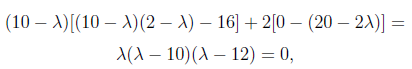 (10 − λ)[(10 − λ)(2 − λ) − 16] + 2[0 − (20 − 2λ)] =
λ(λ − 10)(λ − 12) = 0,